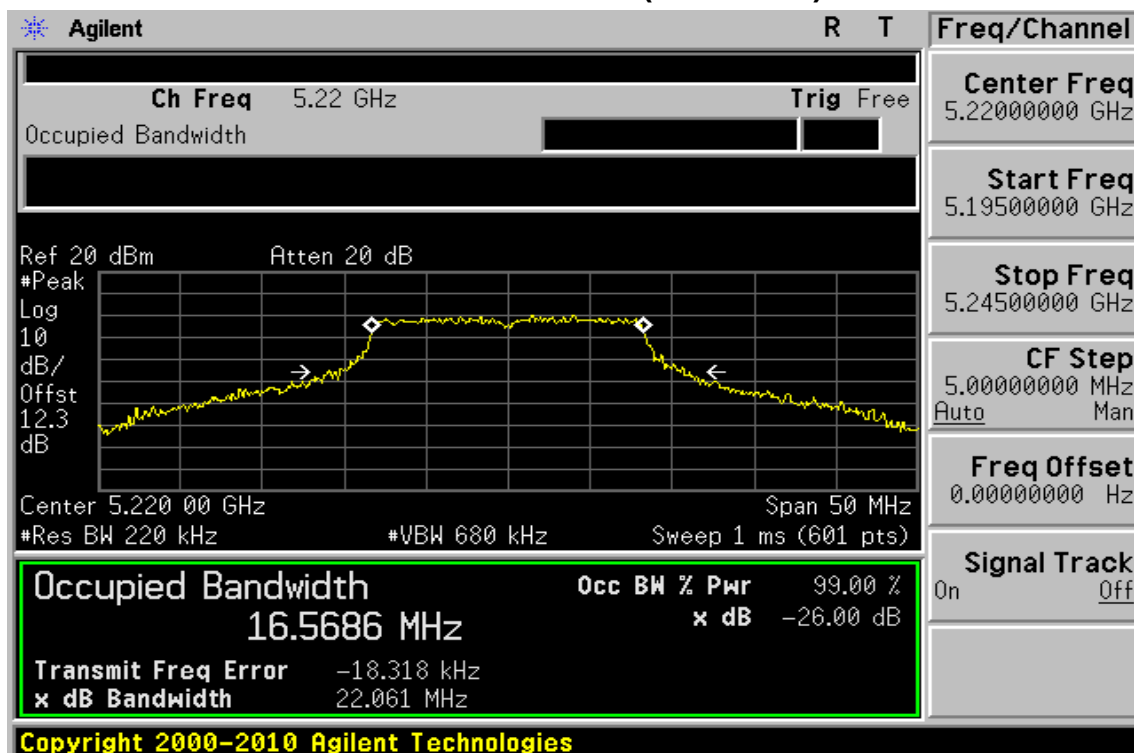 Agilent R T
Ch Freq 5.22 GHz Trig Free
Occupied Bandwidth
Ref 20 dBm Atten 20 dB
#Peak
Log
10
dB/
Offst
12.3
dB
Center 5.220 00 GHz Span 50 MHz
#Res BW 220 kHz #VBW 680 kHz Sweep 1 ms (601 pts)
Occupied Bandwidth Occ BW % Pwr 99.00 %
16.5686 MHz x dB -26.00 dB
Transmit Freq Error -18.318 kHz
x dB Bandwidth 22.061 MHz
Copyright 2000-2010 Agilent Technologies
Freq/Channel
Center Freq
5.22000000 GHz
Start Freq
5.19500000 GHz
Stop Freq
5.24500000 GHz
CF Step
5.00000000 MHz
Auto Man
Freq Offset
0.00000000 Hz
Signal Track
On Off